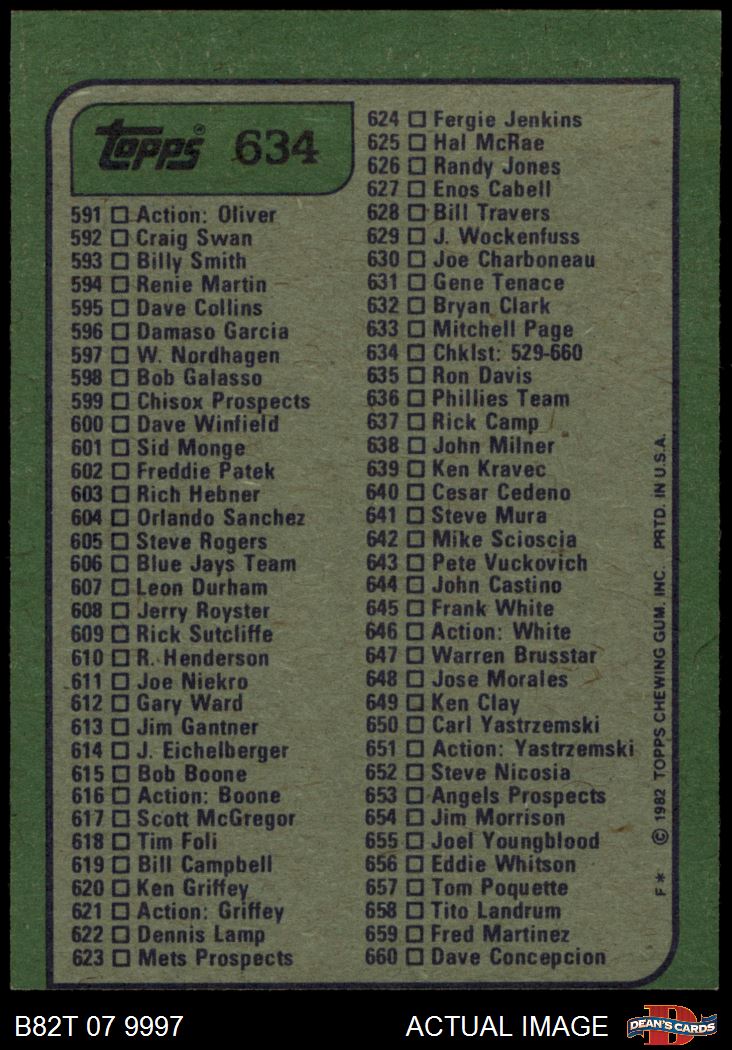 Topps® 634
591 □ Action: Oliver
592 □ Craig Swan
593 □ Billy Smith
594 □ Renie Martin
595 □ Dave Collins
596 □ Damaso Garcia
597 □ W. Nordhagen
598 □ Bob Galasso
599 □ Chisox Prospects
600 □ Dave Winfield
601 □ Sid Monge
602 □ Freddie Patek
603 □ Rich Hebner
604 □ Orlando Sanchez
605 □ Steve Rogers
606 □ Blue Jays Team
607 □ Leon Durham
608 □ Jerry Royster
609 □ Rick Sutcliffe
610 □ R. Henderson
611 □ Joe Niekro
612 □ Gary Ward
613 □ Jim Gantner
614 □ J. Eichelberger
615 □ Bob Boone
616 □ Action: Boone
617 □ Scott McGregor
618 □ Tim Foli
619 □ Bill Campbell
620 □ Ken Griffey
621 □ Action: Griffey
622 □ Dennis Lamp
623 □ Mets Prospects
624 □ Fergie Jenkins
625 □ Hal McRae
626 □ Randy Jones
627 □ Enos Cabell
628 □ Bill Travers
629 □ J. Wockenfuss
630 □ Joe Charboneau
631 □ Gene Tenace
632 □ Bryan Clark
633 □ Mitchell Page
634 □ Chklst: 529-660
635 □ Ron Davis
636 □ Phillies Team
637 □ Rick Camp
638 □ John Milner
639 □ Ken Kravec
640 □ Cesar Cedeno
641 □ Steve Mura
642 □ Mike Scioscia
643 □ Pete Vuckovich
644 □ John Castino
645 □ Frank White
646 □ Action: White
647 □ Warren Brusstar
648 □ Jose Morales
649 □ Ken Clay
650 □ Carl Yastrzemski
651 □ Action: Yastrzemski
652 □ Steve Nicosia
653 □ Angels Prospects
654 □ Jim Morrison
655 □ Joel Youngblood
656 □ Eddie Whitson
657 □ Tom Poquette
658 □ Tito Landrum
659 □ Fred Martinez
660 □ Dave Concepcion
F* © 1982 TOPPS CHEWING GUM, INC. PRTD. IN U.S.A.
B82T 07 9997 ACTUAL IMAGE D DEAN'S CARDS